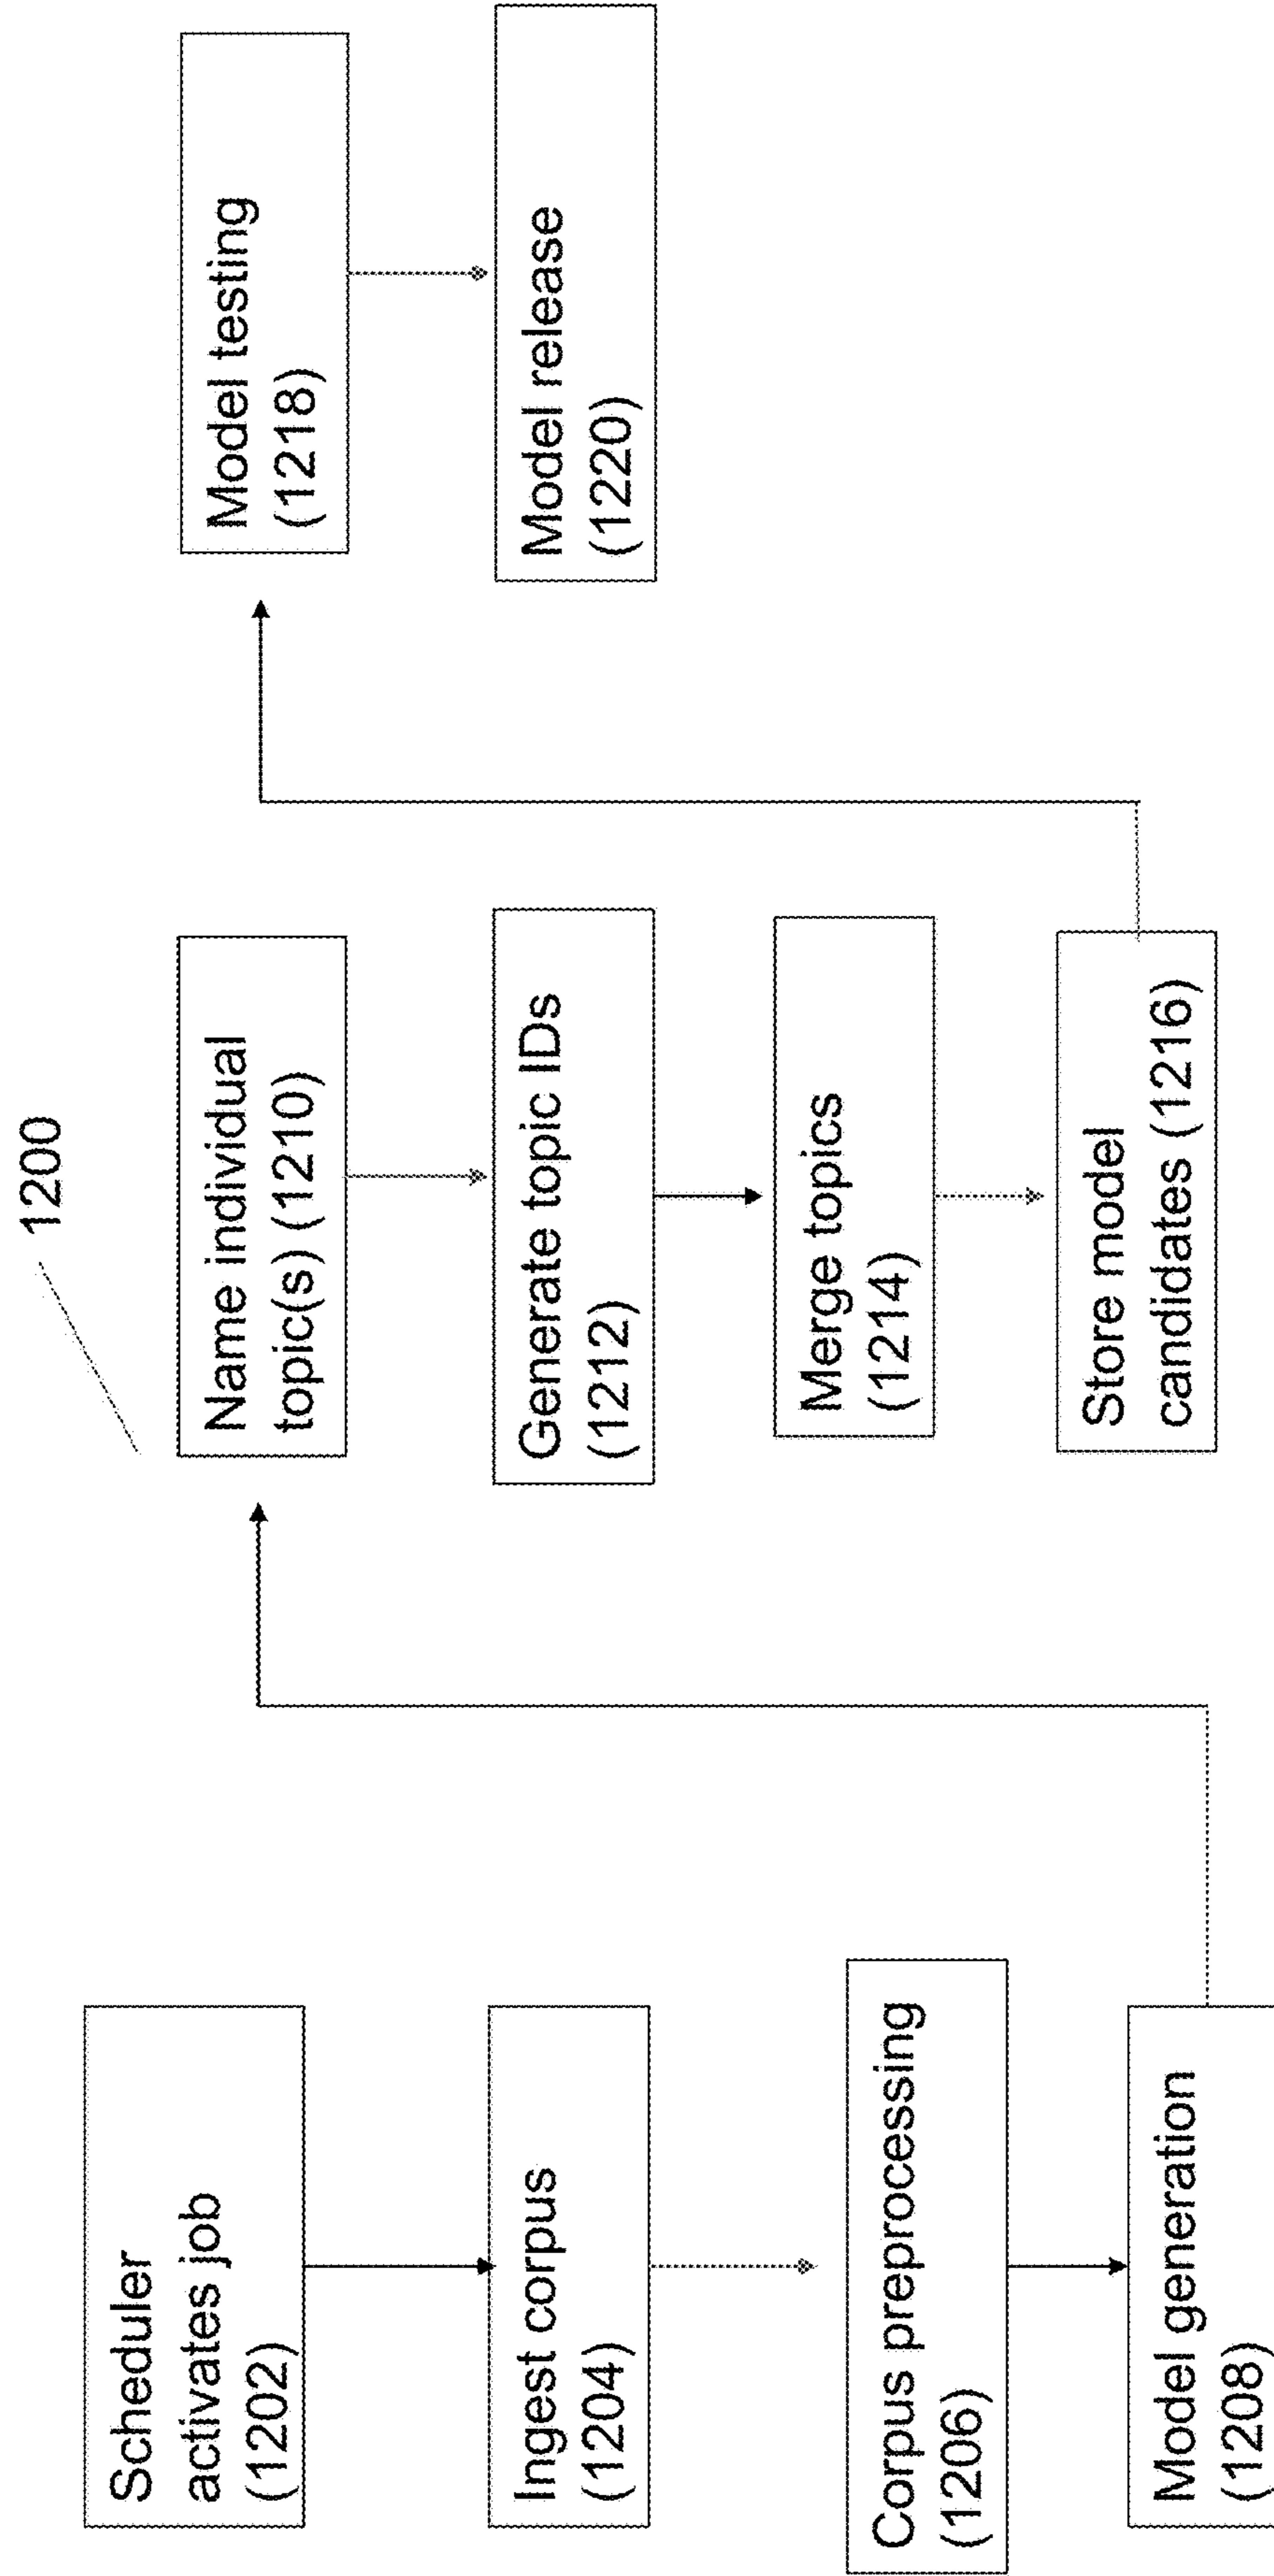 1200
Scheduler
activates job
(1202)
Ingest corpus
(1204)
Corpus preprocessing
(1206)
Model generation
(1208)
Name individual
topic(s) (1210)
Generate topic IDs
(1212)
Merge topics
(1214)
Store model
candidates (1216)
Model testing
(1218)
Model release
(1220)